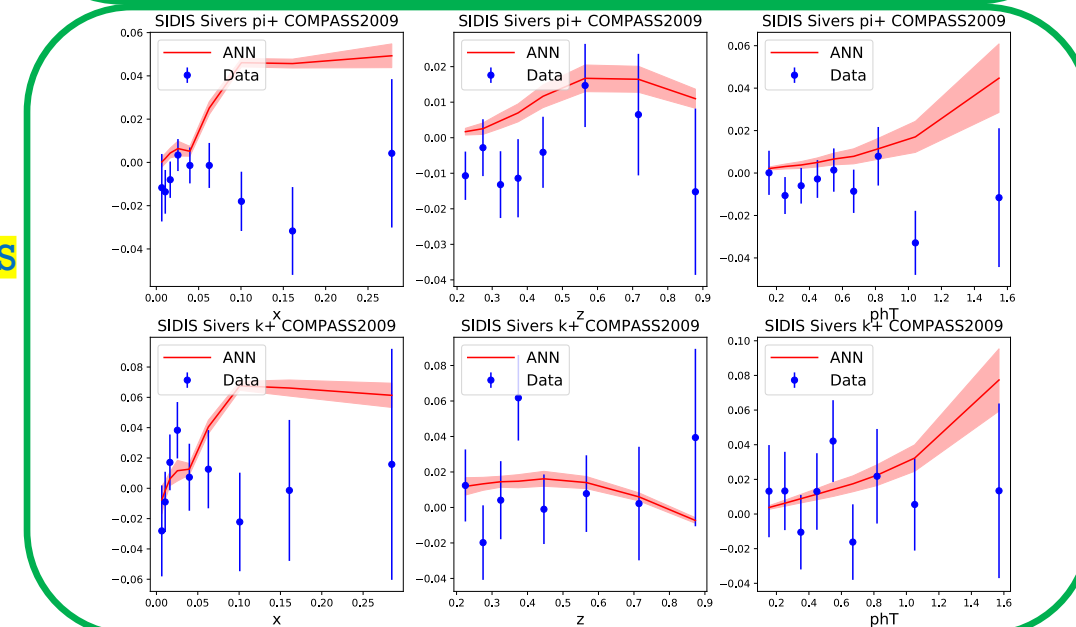 SIDIS Sivers pi+ COMPASS2009
ANN
Data
0.06
0.04
0.02
0.00
−0.02
−0.04
0.00 0.05 0.10 0.15 0.20 0.25
x
SIDIS Sivers pi+ COMPASS2009
ANN
Data
0.02
0.01
0.00
−0.01
−0.02
−0.03
−0.04
0.2 0.3 0.4 0.5 0.6 0.7 0.8 0.9
z
SIDIS Sivers pi+ COMPASS2009
ANN
Data
0.06
0.04
0.02
0.00
−0.02
−0.04
0.2 0.4 0.6 0.8 1.0 1.2 1.4 1.6
phT
s
SIDIS Sivers k+ COMPASS2009
ANN
Data
0.08
0.06
0.04
0.02
0.00
−0.02
−0.04
−0.06
0.00 0.05 0.10 0.15 0.20 0.25
x
SIDIS Sivers k+ COMPASS2009
ANN
Data
0.08
0.06
0.04
0.02
0.00
−0.02
−0.04
0.2 0.3 0.4 0.5 0.6 0.7 0.8 0.9
z
SIDIS Sivers k+ COMPASS2009
ANN
Data
0.10
0.08
0.06
0.04
0.02
0.00
−0.02
−0.04
0.2 0.4 0.6 0.8 1.0 1.2 1.4 1.6
phT